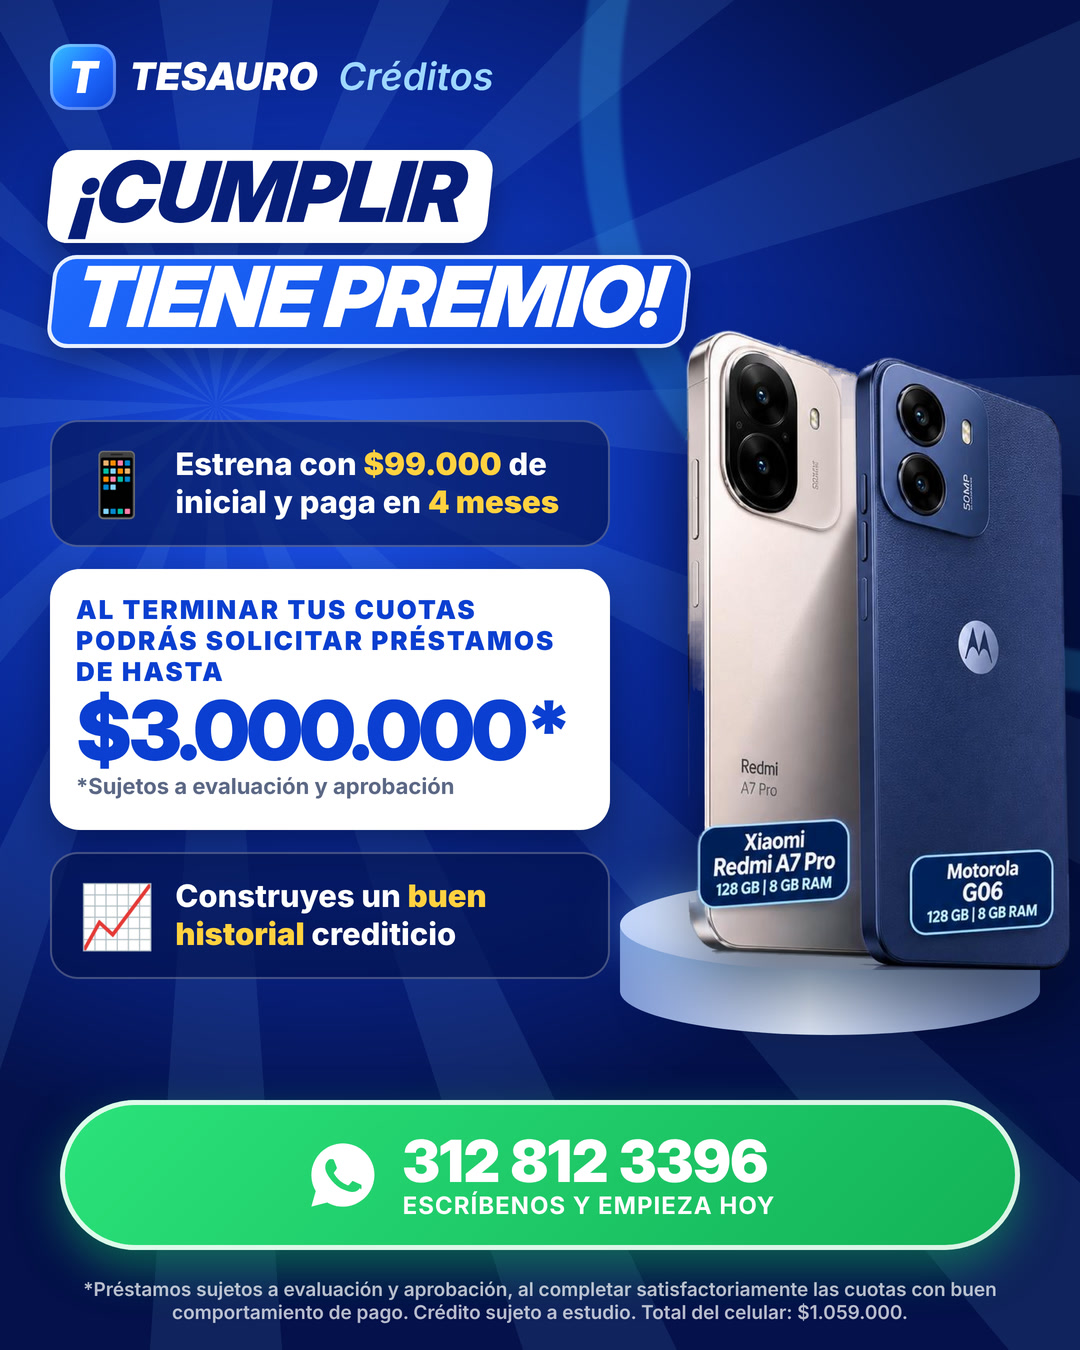 T TESAURO Créditos
¡CUMPLIR
TIENE PREMIO!
Estrena con $99.000 de
inicial y paga en 4 meses
AL TERMINAR TUS CUOTAS
PODRÁS SOLICITAR PRÉSTAMOS
DE HASTA
$3.000.000*
*Sujetos a evaluación y aprobación
Construyes un buen
historial crediticio
50MP
Redmi
A7 Pro
Xiaomi
Redmi A7 Pro
128 GB | 8 GB RAM
Motorola
G06
128 GB | 8 GB RAM
312 812 3396
ESCRÍBENOS Y EMPIEZA HOY
*Préstamos sujetos a evaluación y aprobación, al completar satisfactoriamente las cuotas con buen
comportamiento de pago. Crédito sujeto a estudio. Total del celular: $1.059.000.